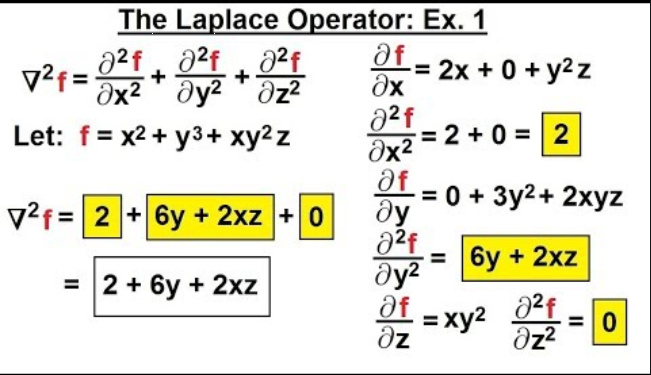 The Laplace Operator: Ex. 1
∇²f = ∂²f/∂x² + ∂²f/∂y² + ∂²f/∂z²
Let: f = x² + y³ + xy²z
∇²f = 2 + 6y + 2xz + 0
= 2 + 6y + 2xz
∂f/∂x = 2x + 0 + y²z
∂²f/∂x² = 2 + 0 = 2
∂f/∂y = 0 + 3y² + 2xyz
∂²f/∂y² = 6y + 2xz
∂f/∂z = xy² ∂²f/∂z² = 0